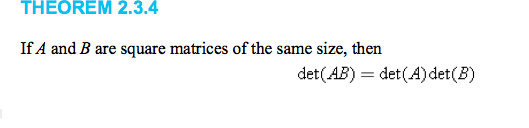 THEOREM 2.3.4
If A and B are square matrices of the same size, then
det(AB) = det(A)det(B)